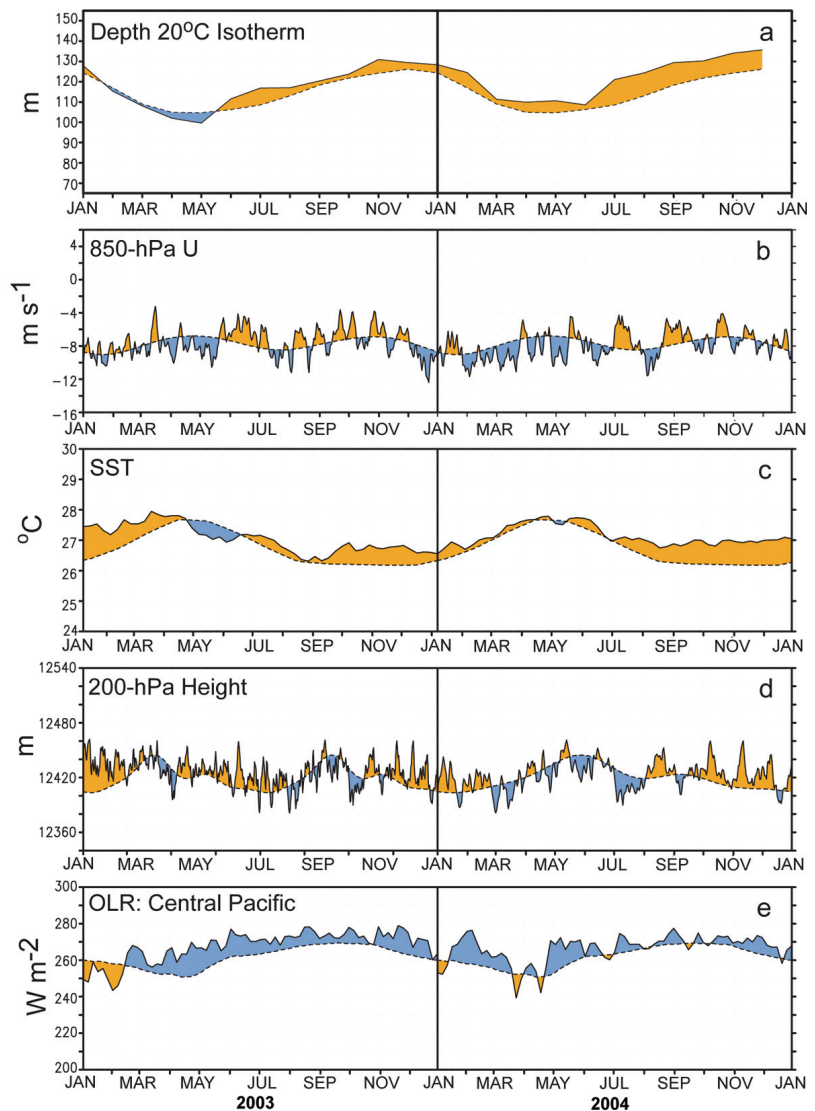 Depth 20°C Isotherm
a
m
150
140
130
120
110
100
90
80
70
JAN MAR MAY JUL SEP NOV JAN MAR MAY JUL SEP NOV JAN
850-hPa U
b
m s-1
4
0
−4
−8
−12
−16
JAN MAR MAY JUL SEP NOV JAN MAR MAY JUL SEP NOV JAN
SST
c
°C
30
29
28
27
26
25
24
JAN MAR MAY JUL SEP NOV JAN MAR MAY JUL SEP NOV JAN
200-hPa Height
d
m
12540
12480
12420
12360
JAN MAR MAY JUL SEP NOV JAN MAR MAY JUL SEP NOV JAN
OLR: Central Pacific
e
W m-2
300
280
260
240
220
200
JAN MAR MAY JUL SEP NOV JAN MAR MAY JUL SEP NOV JAN
2003 2004